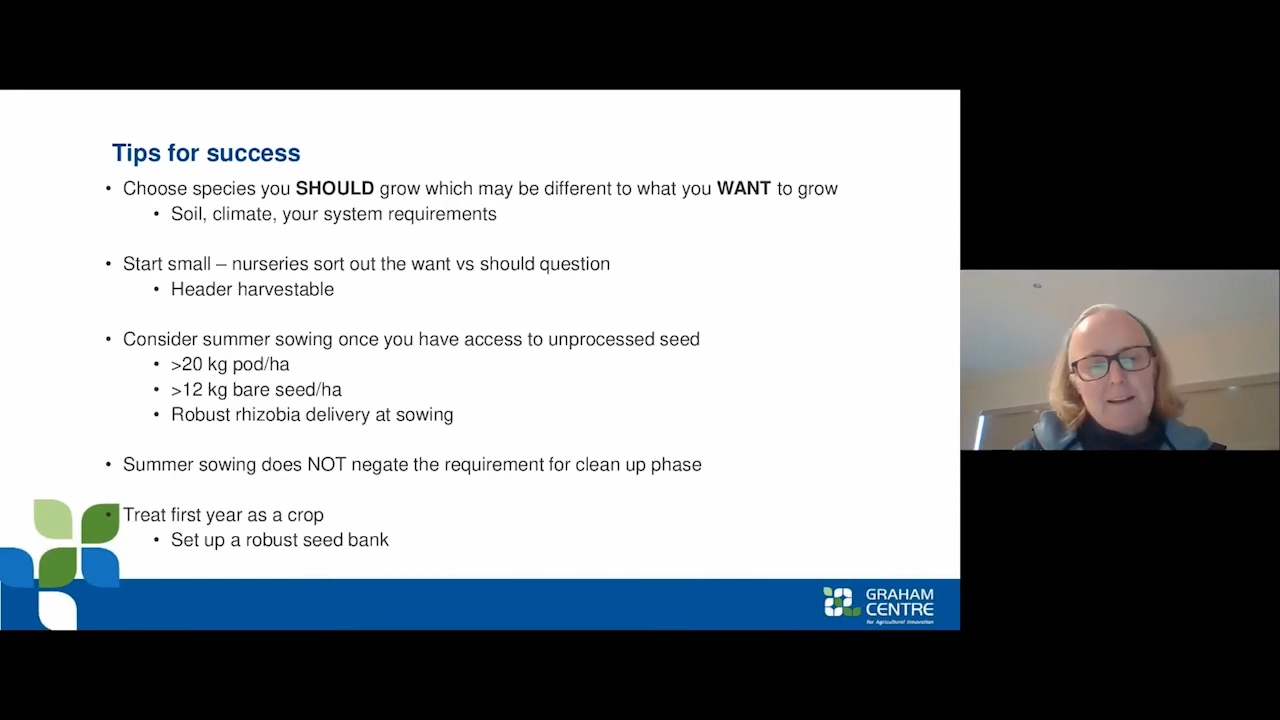 Tips for success
• Choose species you SHOULD grow which may be different to what you WANT to grow
• Soil, climate, your system requirements
• Start small – nurseries sort out the want vs should question
• Header harvestable
• Consider summer sowing once you have access to unprocessed seed
• >20 kg pod/ha
• >12 kg bare seed/ha
• Robust rhizobia delivery at sowing
• Summer sowing does NOT negate the requirement for clean up phase
• Treat first year as a crop
• Set up a robust seed bank
GRAHAM
CENTRE
for Agricultural Innovation